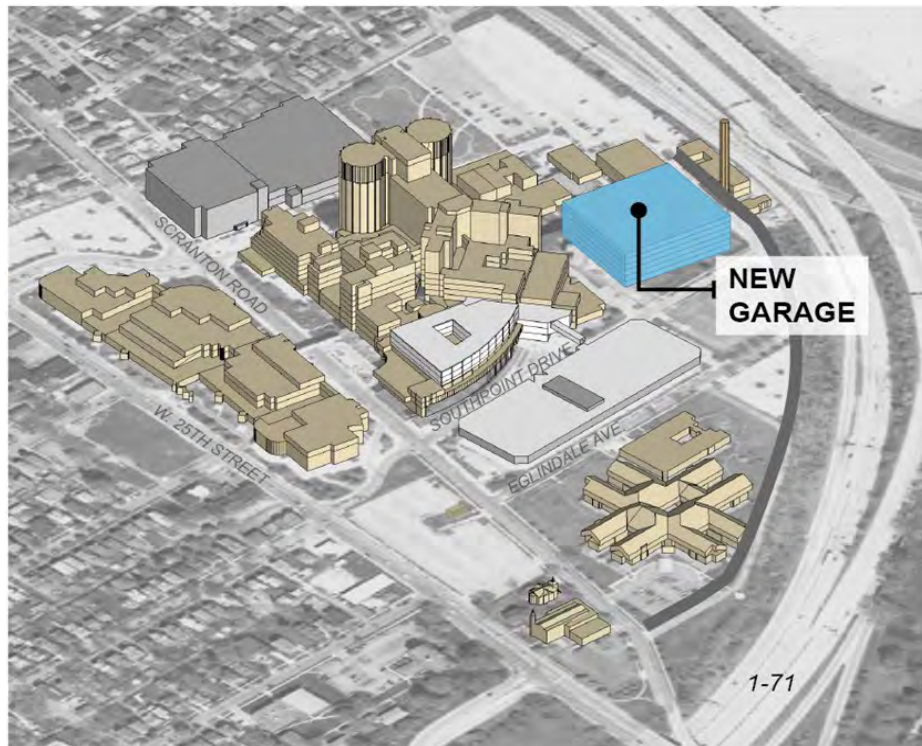 SCRANTON ROAD
NEW
GARAGE
SOUTHPOINT DRIVE
W. 25TH STREET
EGLINDALE AVE
1-71